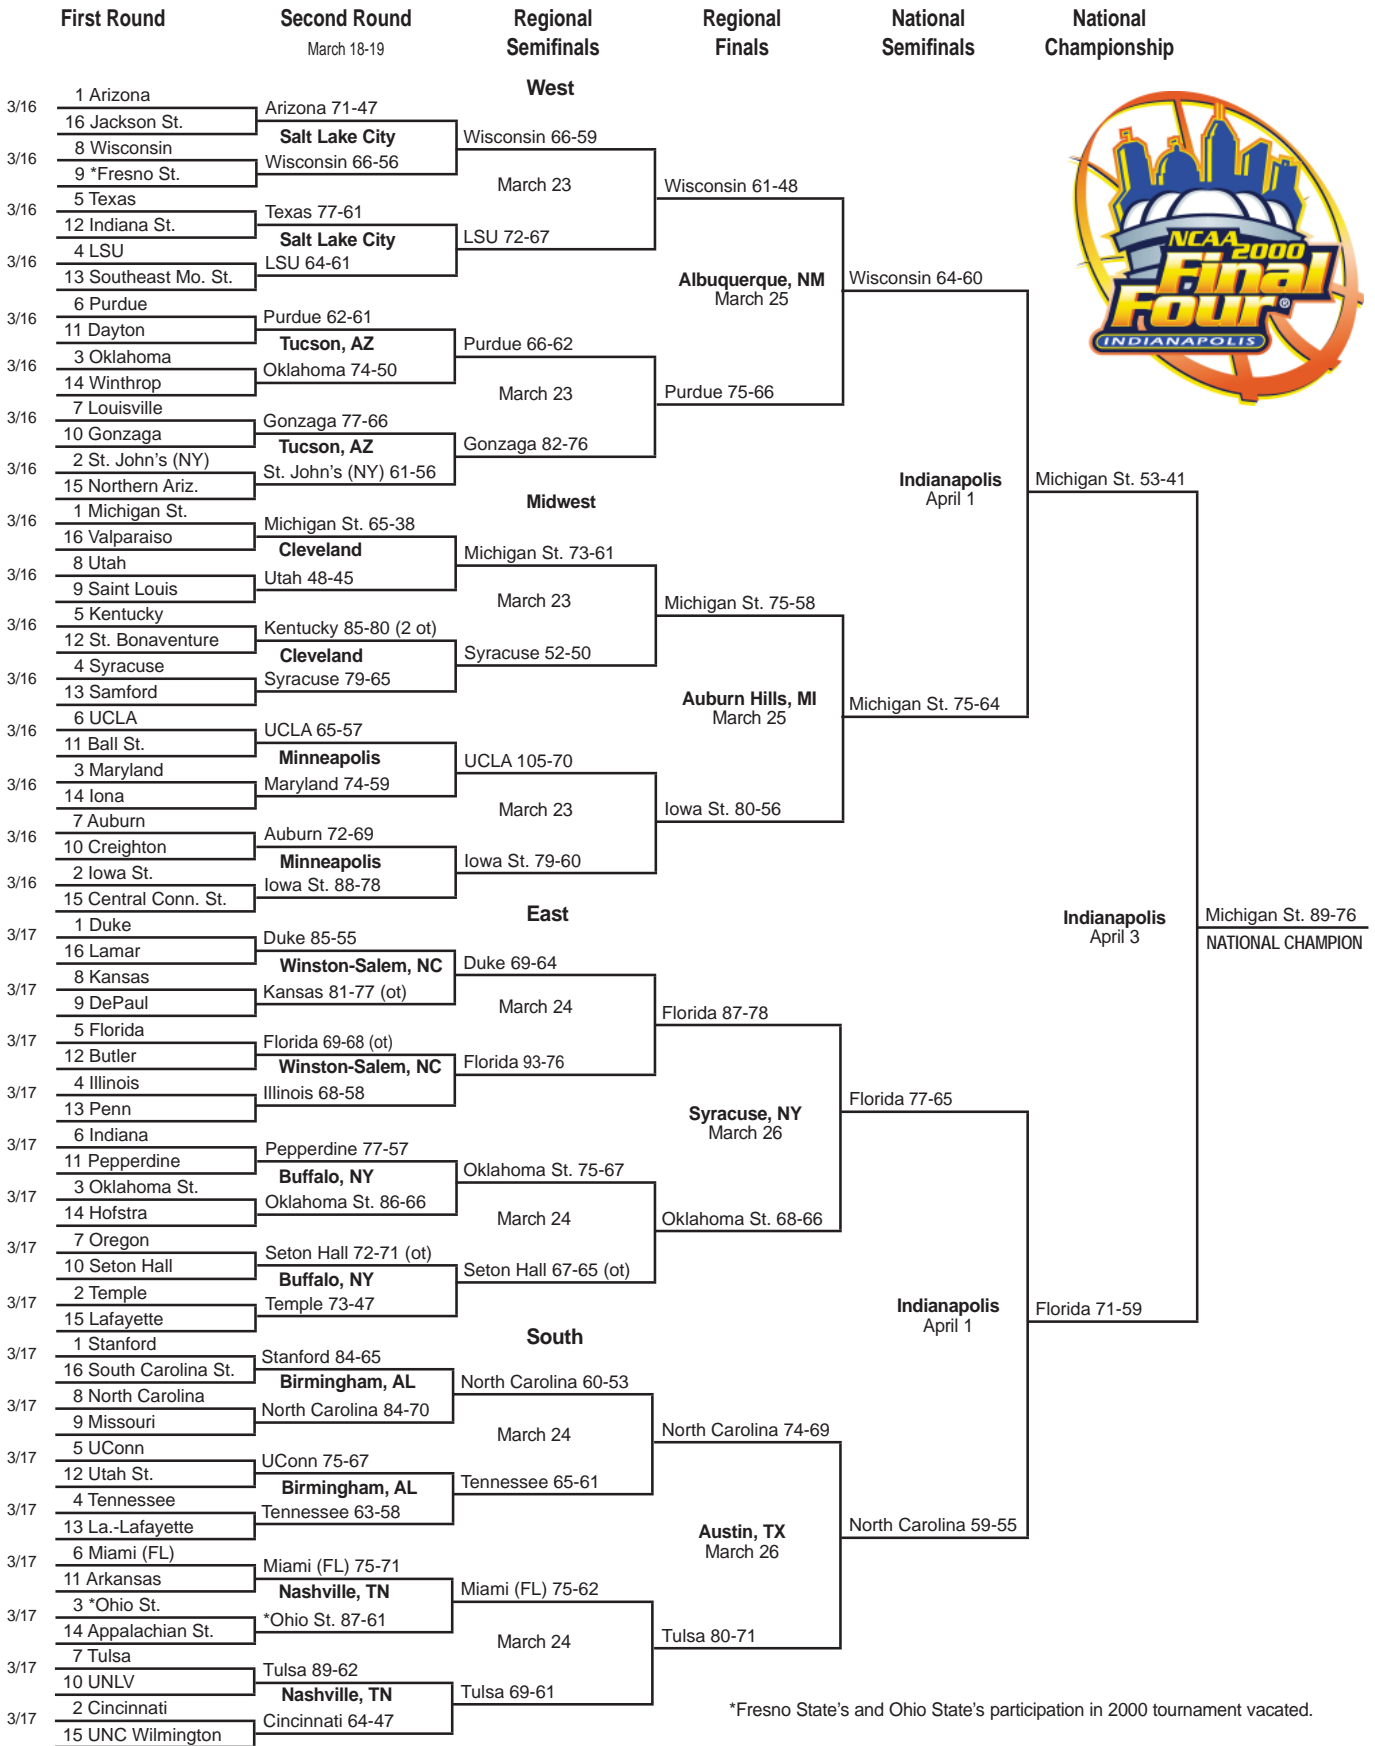 First Round
Second Round
March 18-19
Regional
Semifinals
Regional
Finals
National
Semifinals
National
Championship
NCAA
2000
Final
Four®
INDIANAPOLIS
West
3/16
1 Arizona
16 Jackson St.
3/16
8 Wisconsin
9 *Fresno St.
3/16
5 Texas
12 Indiana St.
3/16
4 LSU
13 Southeast Mo. St.
3/16
6 Purdue
11 Dayton
3/16
3 Oklahoma
14 Winthrop
3/16
7 Louisville
10 Gonzaga
3/16
2 St. John's (NY)
15 Northern Ariz.
Arizona 71-47
Salt Lake City
Wisconsin 66-56
Texas 77-61
Salt Lake City
LSU 64-61
Purdue 62-61
Tucson, AZ
Oklahoma 74-50
Gonzaga 77-66
Tucson, AZ
St. John's (NY) 61-56
Wisconsin 66-59
March 23
LSU 72-67
Purdue 66-62
March 23
Gonzaga 82-76
Wisconsin 61-48
Albuquerque, NM
March 25
Purdue 75-66
Wisconsin 64-60
Midwest
3/16
1 Michigan St.
16 Valparaiso
3/16
8 Utah
9 Saint Louis
3/16
5 Kentucky
12 St. Bonaventure
3/16
4 Syracuse
13 Samford
3/16
6 UCLA
11 Ball St.
3/16
3 Maryland
14 Iona
3/16
7 Auburn
10 Creighton
3/16
2 Iowa St.
15 Central Conn. St.
Michigan St. 65-38
Cleveland
Utah 48-45
Kentucky 85-80 (2 ot)
Cleveland
Syracuse 79-65
UCLA 65-57
Minneapolis
Maryland 74-59
Auburn 72-69
Minneapolis
Iowa St. 88-78
Michigan St. 73-61
March 23
Syracuse 52-50
UCLA 105-70
March 23
Iowa St. 79-60
Michigan St. 75-58
Auburn Hills, MI
March 25
Iowa St. 80-56
Michigan St. 75-64
Indianapolis
April 1
Michigan St. 53-41
East
3/17
1 Duke
16 Lamar
3/17
8 Kansas
9 DePaul
3/17
5 Florida
12 Butler
3/17
4 Illinois
13 Penn
3/17
6 Indiana
11 Pepperdine
3/17
3 Oklahoma St.
14 Hofstra
3/17
7 Oregon
10 Seton Hall
3/17
2 Temple
15 Lafayette
Duke 85-55
Winston-Salem, NC
Kansas 81-77 (ot)
Florida 69-68 (ot)
Winston-Salem, NC
Illinois 68-58
Pepperdine 77-57
Buffalo, NY
Oklahoma St. 86-66
Seton Hall 72-71 (ot)
Buffalo, NY
Temple 73-47
Duke 69-64
March 24
Florida 93-76
Oklahoma St. 75-67
March 24
Seton Hall 67-65 (ot)
Florida 87-78
Syracuse, NY
March 26
Oklahoma St. 68-66
Florida 77-65
South
3/17
1 Stanford
16 South Carolina St.
3/17
8 North Carolina
9 Missouri
3/17
5 UConn
12 Utah St.
3/17
4 Tennessee
13 La.-Lafayette
3/17
6 Miami (FL)
11 Arkansas
3/17
3 *Ohio St.
14 Appalachian St.
3/17
7 Tulsa
10 UNLV
3/17
2 Cincinnati
15 UNC Wilmington
Stanford 84-65
Birmingham, AL
North Carolina 84-70
UConn 75-67
Birmingham, AL
Tennessee 63-58
Miami (FL) 75-71
Nashville, TN
*Ohio St. 87-61
Tulsa 89-62
Nashville, TN
Cincinnati 64-47
North Carolina 60-53
March 24
Tennessee 65-61
Miami (FL) 75-62
March 24
Tulsa 69-61
North Carolina 74-69
Austin, TX
March 26
Tulsa 80-71
North Carolina 59-55
Indianapolis
April 1
Florida 71-59
Indianapolis
April 3
Michigan St. 89-76
NATIONAL CHAMPION
*Fresno State's and Ohio State's participation in 2000 tournament vacated.